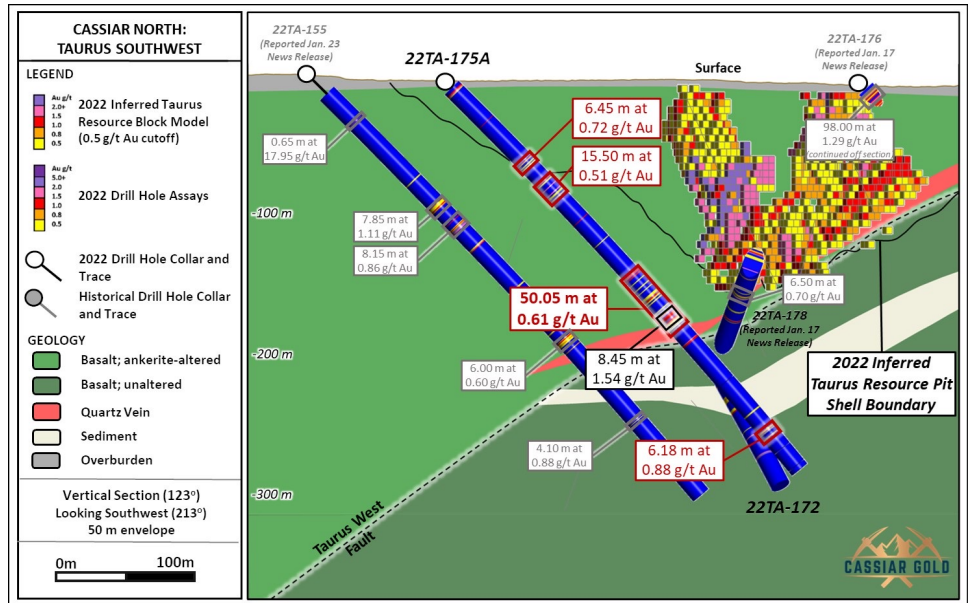 CASSIAR NORTH:
TAURUS SOUTHWEST
LEGEND
Au g/t
2.0+
1.5
1.0
0.8
0.5
2022 Inferred Taurus
Resource Block Model
(0.5 g/t Au cutoff)
Au g/t
5.0+
2.0
1.5
1.0
0.8
0.5
2022 Drill Hole Assays
2022 Drill Hole Collar and
Trace
Historical Drill Hole Collar
and Trace
GEOLOGY
Basalt; ankerite-altered
Basalt; unaltered
Quartz Vein
Sediment
Overburden
Vertical Section (123°)
Looking Southwest (213°)
50 m envelope
0m
100m
22TA-155
(Reported Jan. 23
News Release)
22TA-175A
Surface
22TA-176
(Reported Jan. 17
News Release)
0.65 m at
17.95 g/t Au
6.45 m at
0.72 g/t Au
15.50 m at
0.51 g/t Au
98.00 m at
1.29 g/t Au
(continued off section)
-100 m
7.85 m at
1.11 g/t Au
8.15 m at
0.86 g/t Au
50.05 m at
0.61 g/t Au
6.50 m at
0.70 g/t Au
22TA-178
(Reported Jan. 17
News Release)
-200 m
6.00 m at
0.60 g/t Au
8.45 m at
1.54 g/t Au
2022 Inferred
Taurus Resource Pit
Shell Boundary
4.10 m at
0.88 g/t Au
6.18 m at
0.88 g/t Au
-300 m
22TA-172
Taurus West
Fault
CASSIAR GOLD